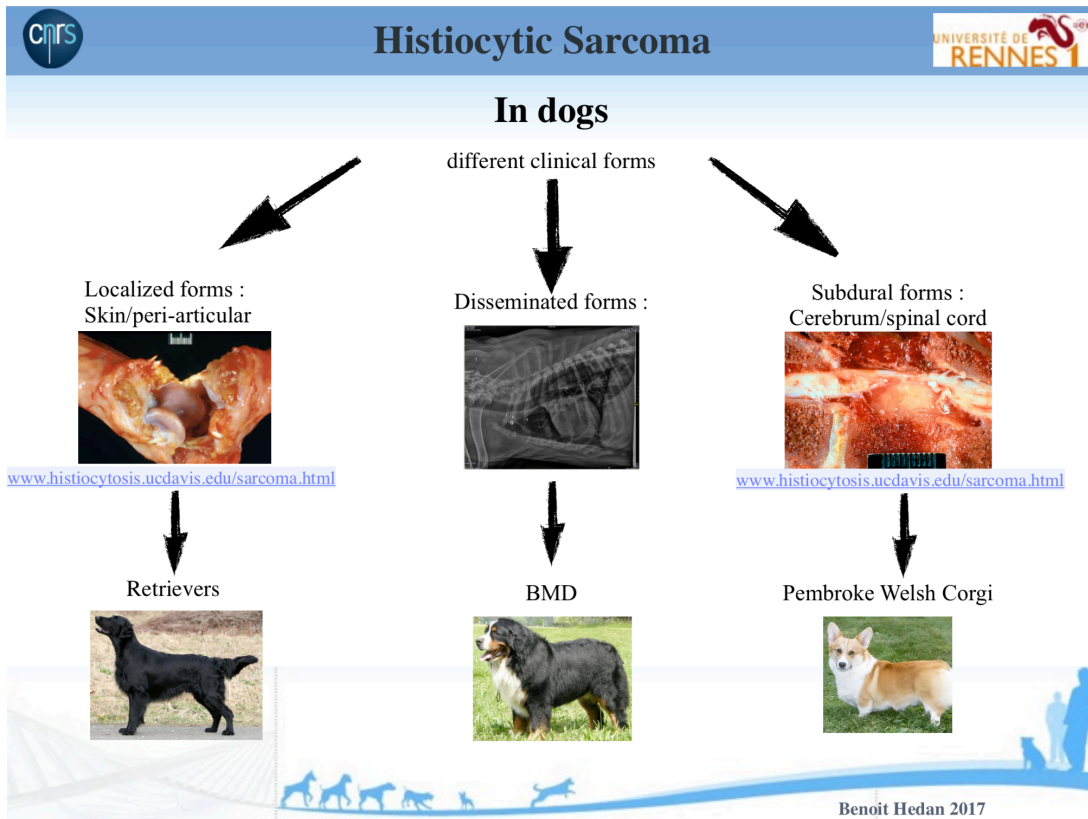 cnrs
Histiocytic Sarcoma
UNIVERSITÉ DE
RENNES 1
In dogs
different clinical forms
Localized forms :
Skin/peri-articular
Disseminated forms :
Subdural forms :
Cerebrum/spinal cord
www.histiocytosis.ucdavis.edu/sarcoma.html
www.histiocytosis.ucdavis.edu/sarcoma.html
Retrievers
BMD
Pembroke Welsh Corgi
Benoit Hedan 2017